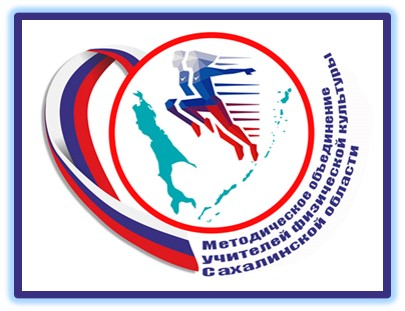 Методическое объединение
учителей физической культуры
Сахалинской области